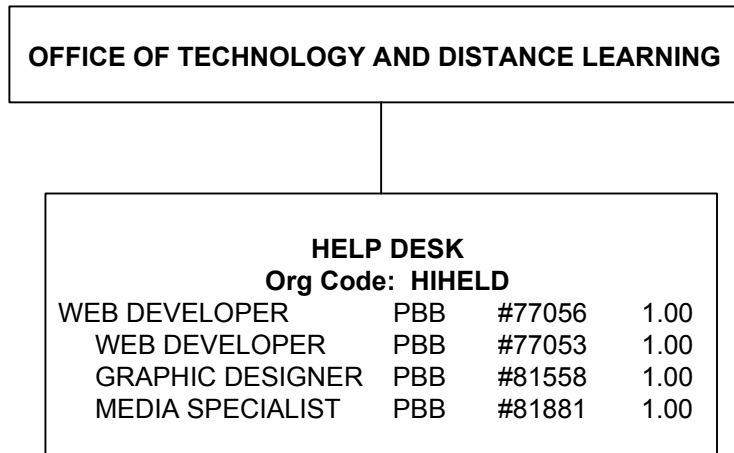 OFFICE OF TECHNOLOGY AND DISTANCE LEARNING
HELP DESK
Org Code: HIHELD
WEB DEVELOPER PBB #77056 1.00
WEB DEVELOPER PBB #77053 1.00
GRAPHIC DESIGNER PBB #81558 1.00
MEDIA SPECIALIST PBB #81881 1.00